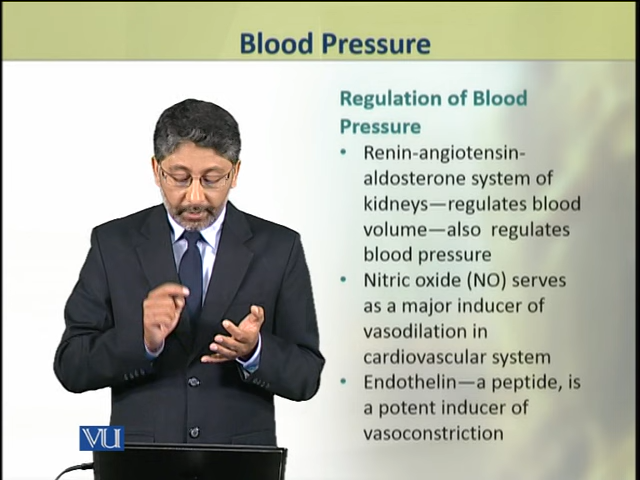 Blood Pressure
Regulation of Blood
Pressure
• Renin-angiotensin-
aldosterone system of
kidneys—regulates blood
volume—also regulates
blood pressure
• Nitric oxide (NO) serves
as a major inducer of
vasodilation in
cardiovascular system
• Endothelin—a peptide, is
a potent inducer of
vasoconstriction
VU